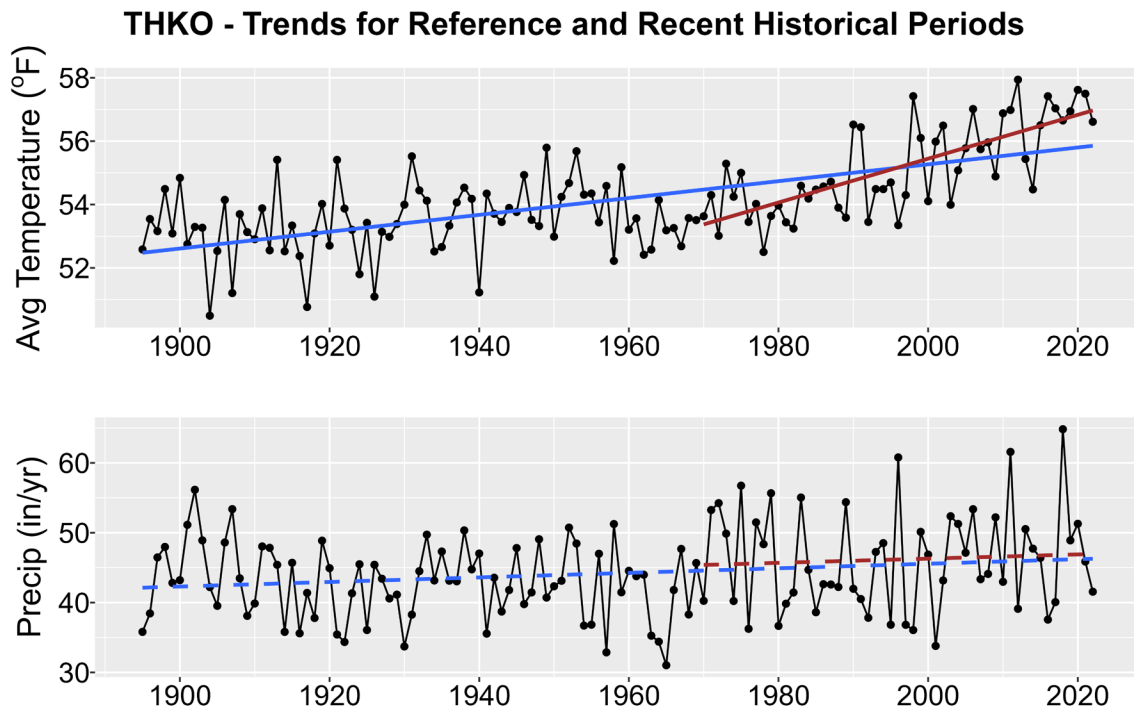 THKO - Trends for Reference and Recent Historical Periods
Avg Temperature (°F)
58
56
54
52
1900 1920 1940 1960 1980 2000 2020
Precip (in/yr)
60
50
40
30
1900 1920 1940 1960 1980 2000 2020